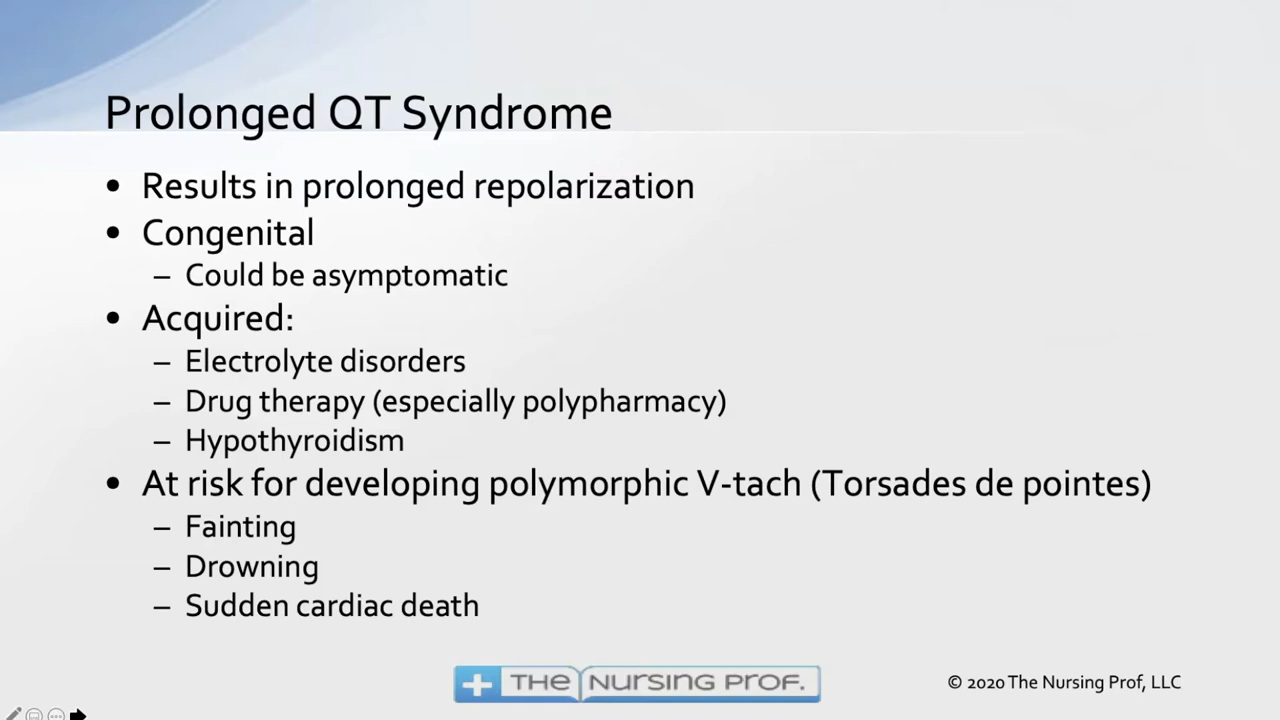 Prolonged QT Syndrome
• Results in prolonged repolarization
• Congenital
– Could be asymptomatic
• Acquired:
– Electrolyte disorders
– Drug therapy (especially polypharmacy)
– Hypothyroidism
• At risk for developing polymorphic V-tach (Torsades de pointes)
– Fainting
– Drowning
– Sudden cardiac death
THE NURSING PROF.
© 2020 The Nursing Prof, LLC